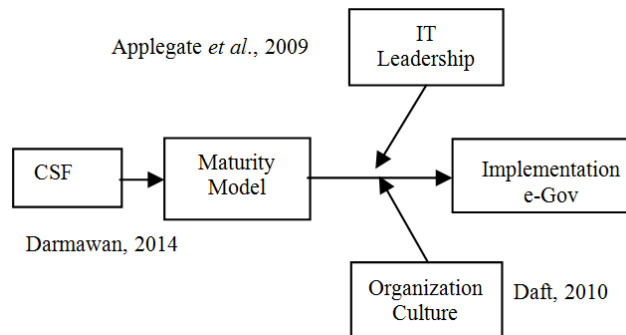 Applegate et al., 2009
IT
Leadership
CSF
Maturity
Model
Implementation
e-Gov
Darmawan, 2014
Organization
Culture
Daft, 2010